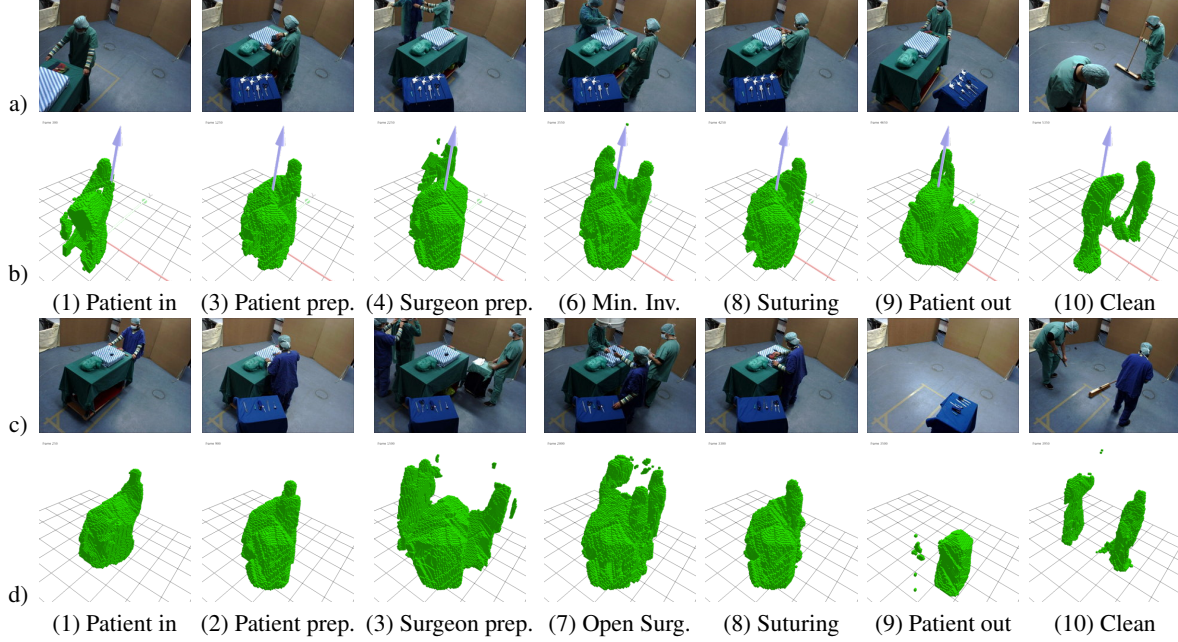 a)
b)
(1) Patient in (3) Patient prep. (4) Surgeon prep. (6) Min. Inv. (8) Suturing (9) Patient out (10) Clean
c)
d)
(1) Patient in (2) Patient prep. (3) Surgeon prep. (7) Open Surg. (8) Suturing (9) Patient out (10) Clean